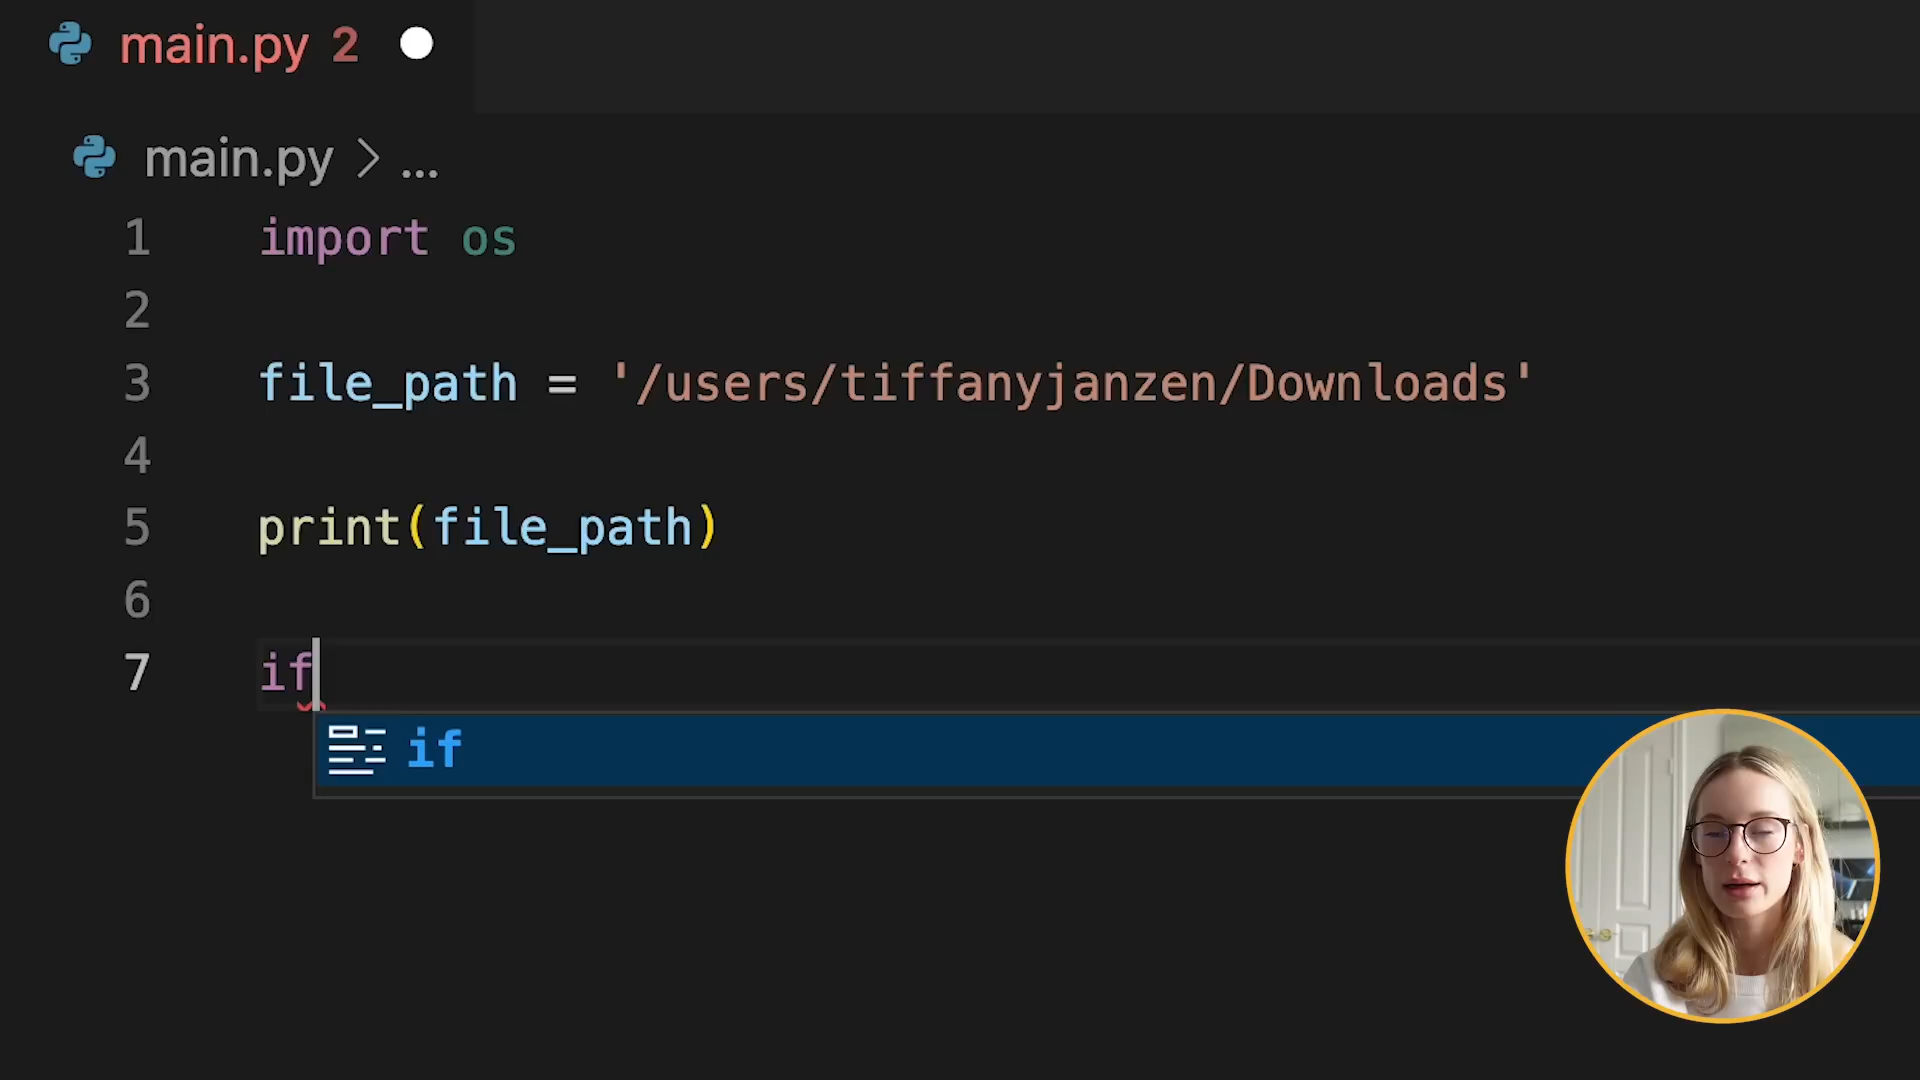 main.py 2
main.py > ...
1 import os
2
3 file_path = '/users/tiffanyjanzen/Downloads'
4
5 print(file_path)
6
7 if
if